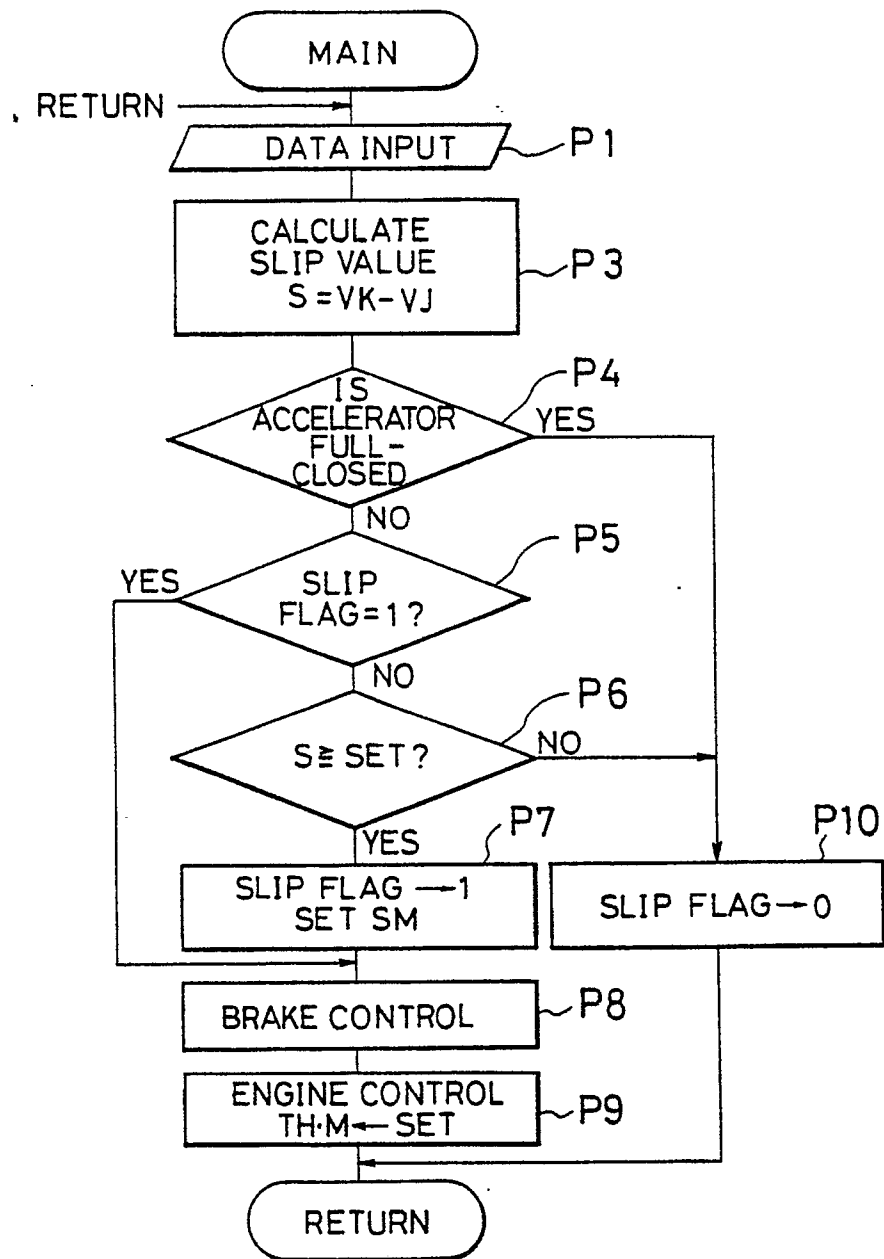 MAIN
RETURN
DATA INPUT
P1
CALCULATE
SLIP VALUE
S=VK-VJ
P3
IS
ACCELERATOR
FULL-
CLOSED
P4
YES
NO
SLIP
FLAG=1?
P5
YES
NO
S≧SET?
P6
NO
YES
SLIP FLAG→1
SET SM
P7
SLIP FLAG→0
P10
BRAKE CONTROL
P8
ENGINE CONTROL
TH·M←SET
P9
RETURN